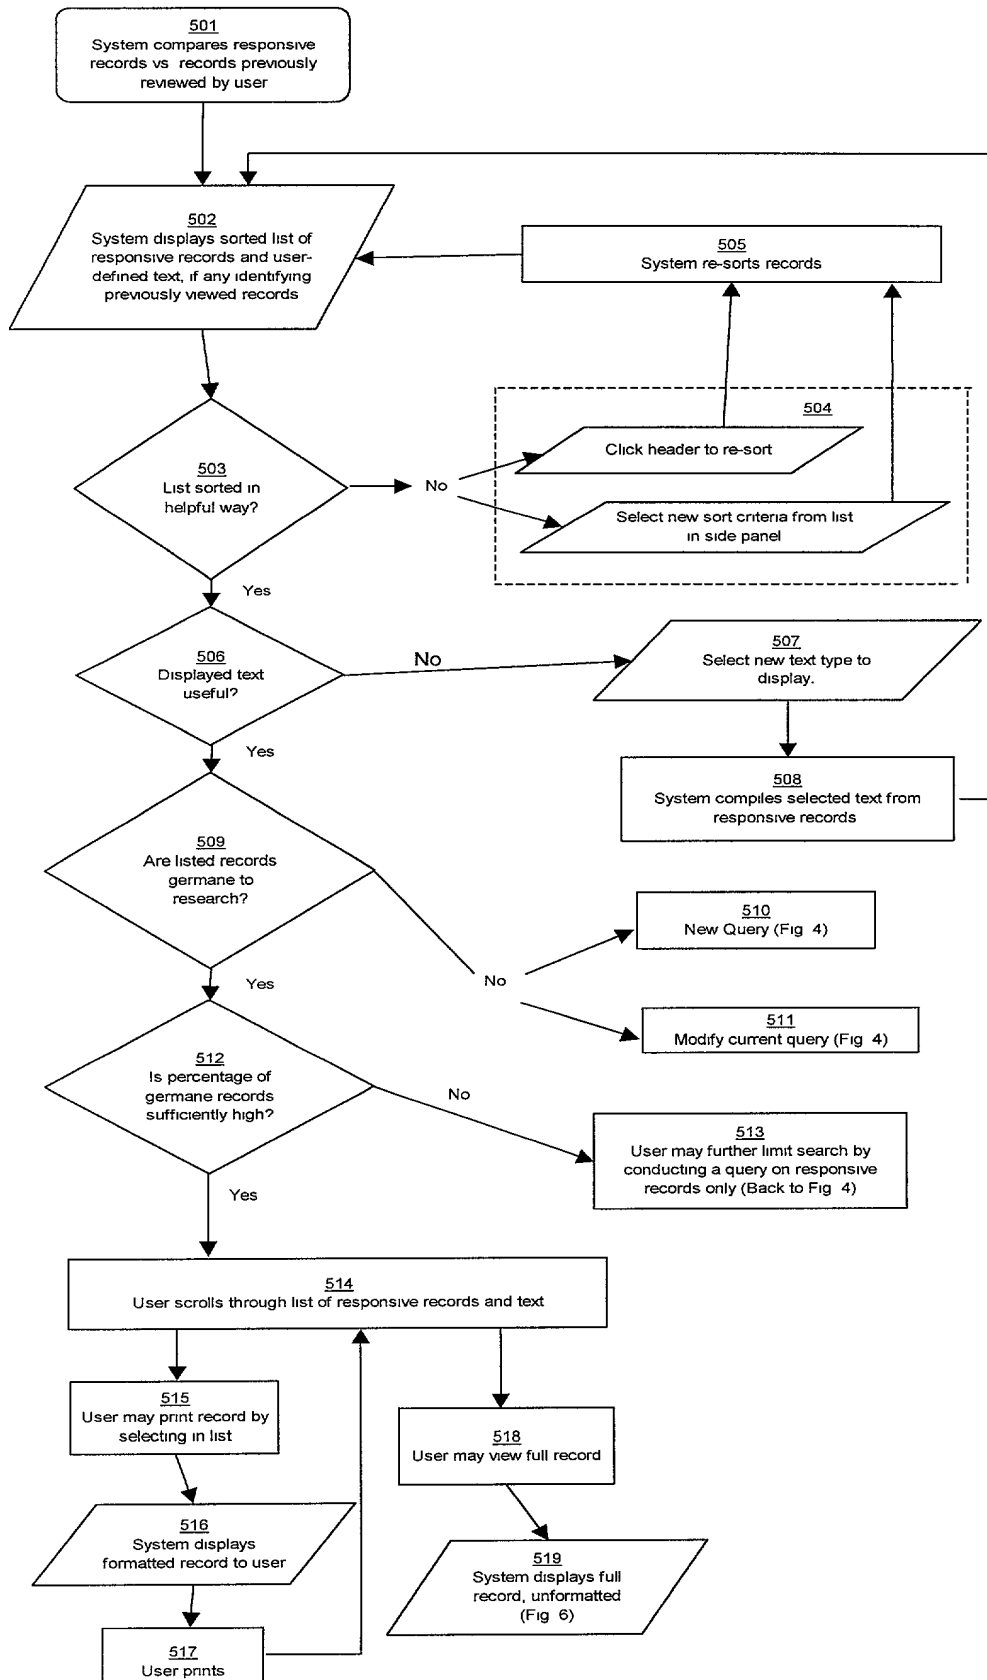 501
System compares responsive
records vs records previously
reviewed by user
502
System displays sorted list of
responsive records and user-
defined text, if any identifying
previously viewed records
505
System re-sorts records
504
Click header to re-sort
Select new sort criteria from list
in side panel
503
List sorted in
helpful way?
No
Yes
506
Displayed text
useful?
No
507
Select new text type to
display.
Yes
508
System compiles selected text from
responsive records
509
Are listed records
germane to
research?
510
New Query (Fig 4)
No
Yes
511
Modify current query (Fig 4)
512
Is percentage of
germane records
sufficiently high?
No
513
User may further limit search by
conducting a query on responsive
records only (Back to Fig 4)
Yes
514
User scrolls through list of responsive records and text
515
User may print record by
selecting in list
518
User may view full record
516
System displays
formatted record to user
519
System displays full
record, unformatted
(Fig 6)
517
User prints